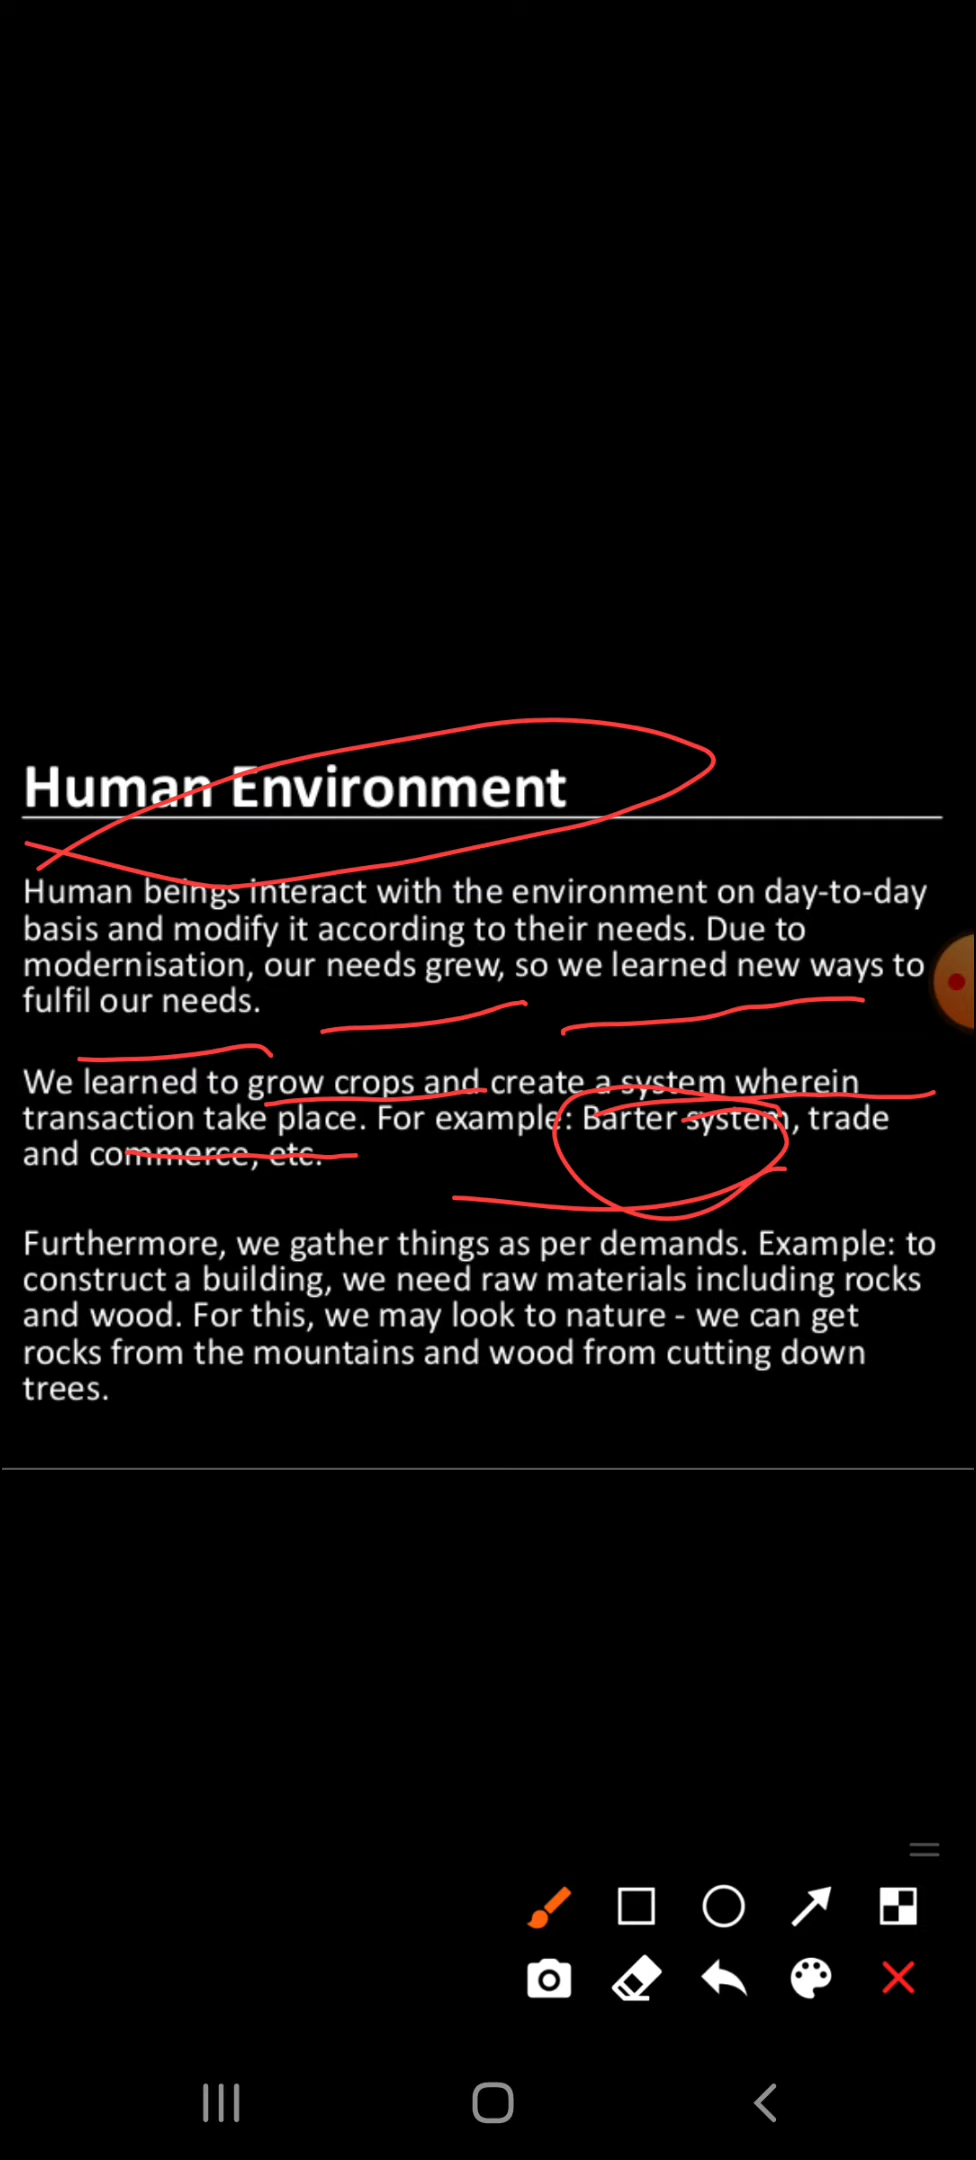 Human Environment
Human beings interact with the environment on day-to-day
basis and modify it according to their needs. Due to
modernisation, our needs grew, so we learned new ways to
fulfil our needs.
We learned to grow crops and create a system wherein
transaction take place. For example: Barter system, trade
and commerce, etc.
Furthermore, we gather things as per demands. Example: to
construct a building, we need raw materials including rocks
and wood. For this, we may look to nature - we can get
rocks from the mountains and wood from cutting down
trees.